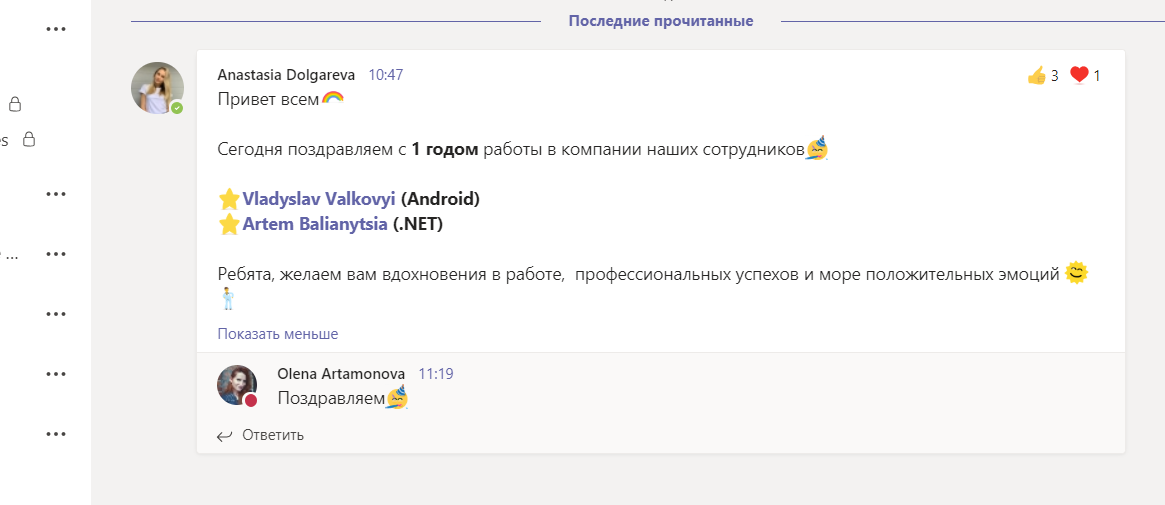 Последние прочитанные
Anastasia Dolgareva 10:47
3 1
Привет всем
Сегодня поздравляем с 1 годом работы в компании наших сотрудников
Vladyslav Valkovyi (Android)
Artem Balianytsia (.NET)
Ребята, желаем вам вдохновения в работе, профессиональных успехов и море положительных эмоций
Показать меньше
Olena Artamonova 11:19
Поздравляем
Ответить